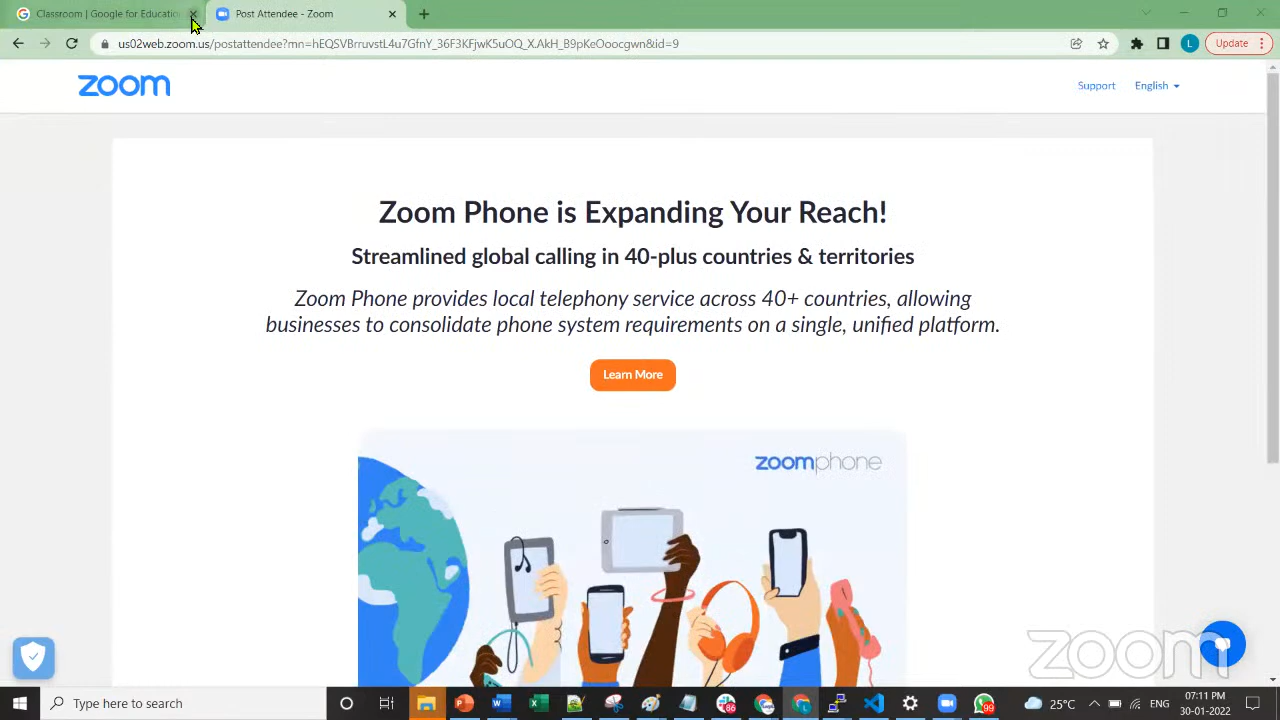 Classroom | Google for Educatio
Post Attendee - Zoom
us02web.zoom.us/postattendee?mn=hEQSVBrruvstL4u7GfnY_36F3KFjwK5uOQ_X.AkH_B9pKeOoocgwn&id=9
L
Update
zoom
Support
English
Zoom Phone is Expanding Your Reach!
Streamlined global calling in 40-plus countries & territories
Zoom Phone provides local telephony service across 40+ countries, allowing
businesses to consolidate phone system requirements on a single, unified platform.
Learn More
zoomphone
zoom
Type here to search
25°C
ENG
07:11 PM
30-01-2022
99